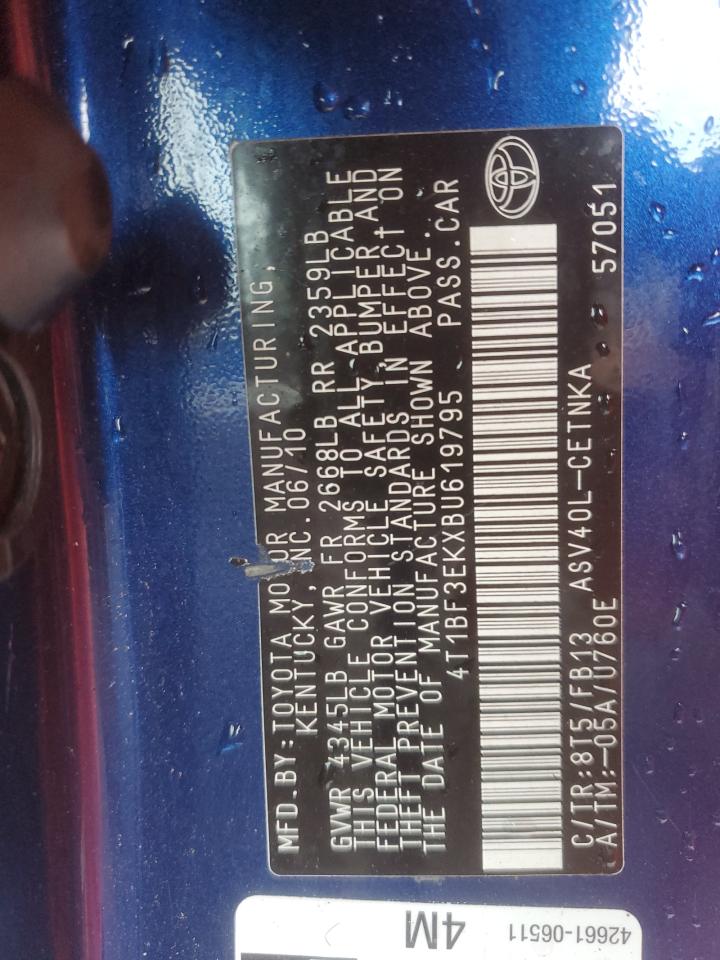 MFD.BY:TOYOTA MOTOR MANUFACTURING,
KENTUCKY, INC. 06/10
GVWR 4345LB GAWR FR 2668LB RR 2359LB
THIS VEHICLE CONFORMS TO ALL APPLICABLE
FEDERAL MOTOR VEHICLE SAFETY BUMPER,AND
THEFT PREVENTION STANDARDS IN EFFECT ON
THE DATE OF MANUFACTURE SHOWN ABOVE.
4T1BF3EKXBU619795 PASS.CAR
C/TR:8T5/FB13 ASV40L-CETNKA 57051
A/TM:-05A/U760E
4M
42661-06511